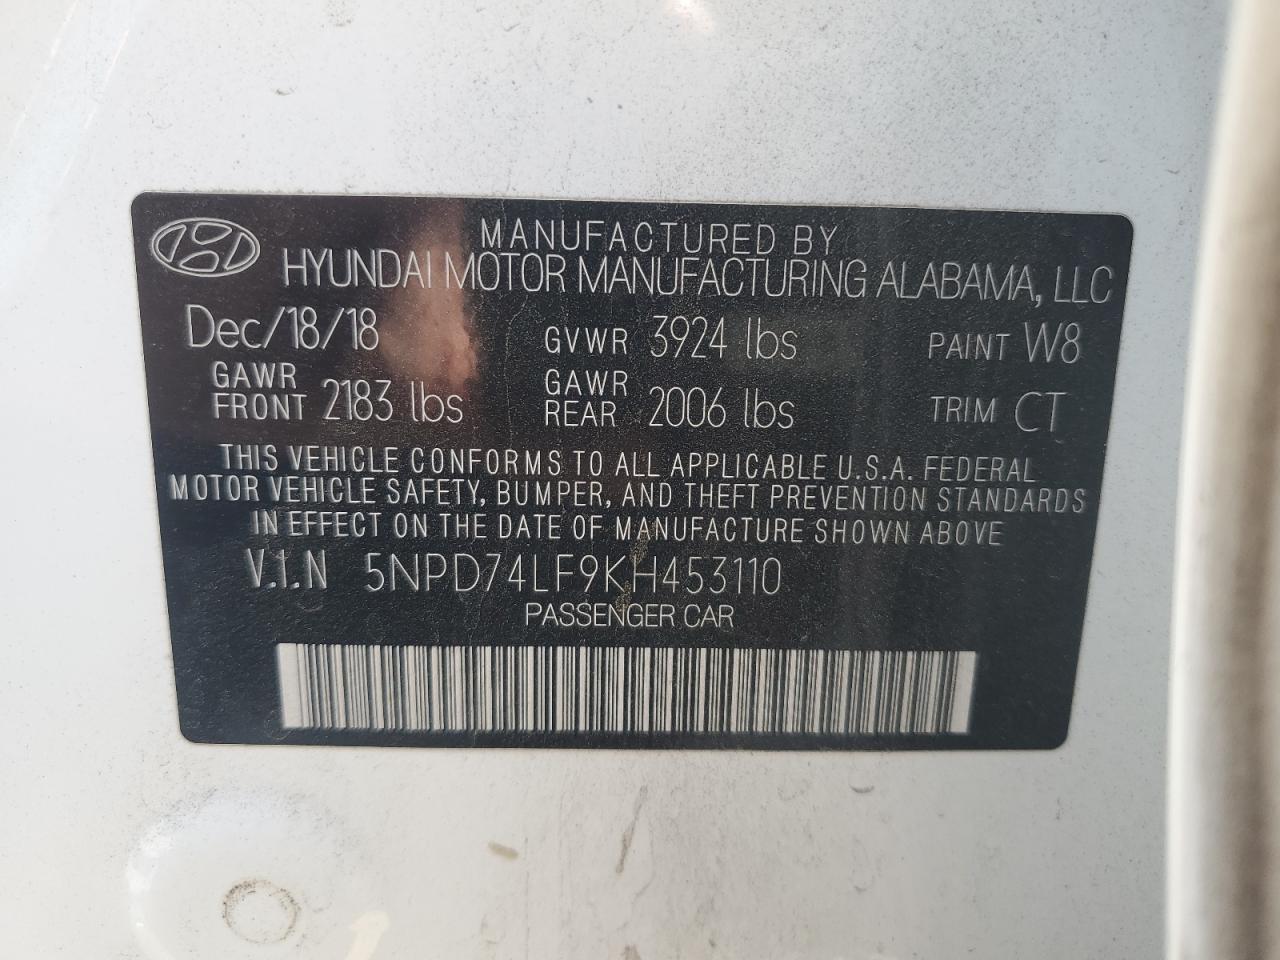 MANUFACTURED BY
HYUNDAI MOTOR MANUFACTURING ALABAMA, LLC
Dec/18/18 GVWR 3924 lbs PAINT W8
GAWR FRONT 2183 lbs GAWR REAR 2006 lbs TRIM CT
THIS VEHICLE CONFORMS TO ALL APPLICABLE U.S.A. FEDERAL
MOTOR VEHICLE SAFETY, BUMPER, AND THEFT PREVENTION STANDARDS
IN EFFECT ON THE DATE OF MANUFACTURE SHOWN ABOVE
V.I.N 5NPD74LF9KH453110
PASSENGER CAR